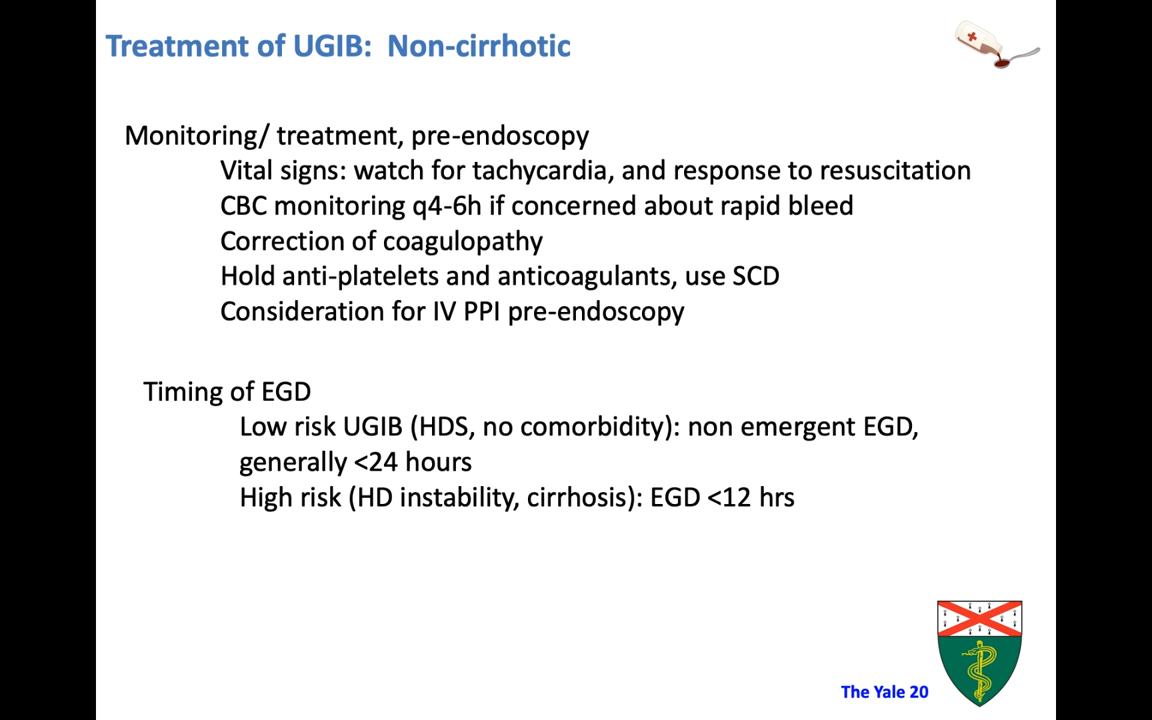 Treatment of UGIB: Non-cirrhotic
Monitoring/ treatment, pre-endoscopy
Vital signs: watch for tachycardia, and response to resuscitation
CBC monitoring q4-6h if concerned about rapid bleed
Correction of coagulopathy
Hold anti-platelets and anticoagulants, use SCD
Consideration for IV PPI pre-endoscopy
Timing of EGD
Low risk UGIB (HDS, no comorbidity): non emergent EGD,
generally <24 hours
High risk (HD instability, cirrhosis): EGD <12 hrs
The Yale 20